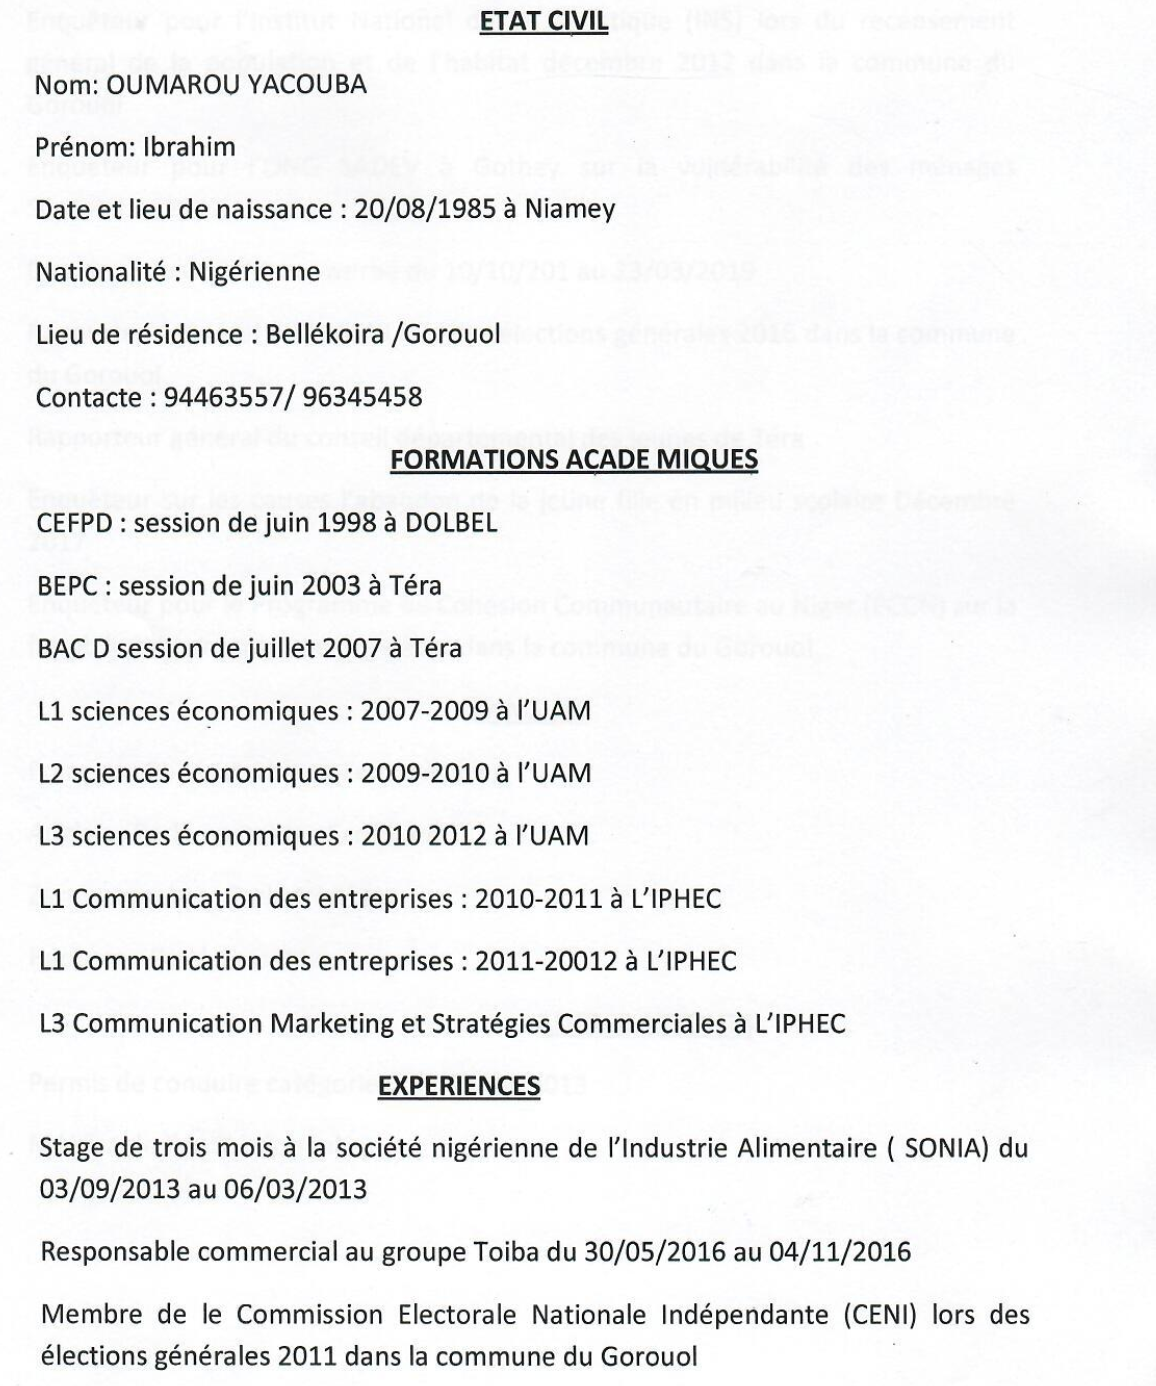 ETAT CIVIL
Nom: OUMAROU YACOUBA
Prénom: Ibrahim
Date et lieu de naissance : 20/08/1985 à Niamey
Nationalité : Nigérienne
Lieu de résidence : Bellékoira /Gorouol
Contacte : 94463557/ 96345458
FORMATIONS ACADE MIQUES
CEFPD : session de juin 1998 à DOLBEL
BEPC : session de juin 2003 à Téra
BAC D session de juillet 2007 à Téra
L1 sciences économiques : 2007-2009 à l'UAM
L2 sciences économiques : 2009-2010 à l'UAM
L3 sciences économiques : 2010 2012 à l'UAM
L1 Communication des entreprises : 2010-2011 à L'IPHEC
L1 Communication des entreprises : 2011-20012 à L'IPHEC
L3 Communication Marketing et Stratégies Commerciales à L'IPHEC
EXPERIENCES
Stage de trois mois à la société nigérienne de l'Industrie Alimentaire ( SONIA) du
03/09/2013 au 06/03/2013
Responsable commercial au groupe Toiba du 30/05/2016 au 04/11/2016
Membre de le Commission Electorale Nationale Indépendante (CENI) lors des
élections générales 2011 dans la commune du Gorouol